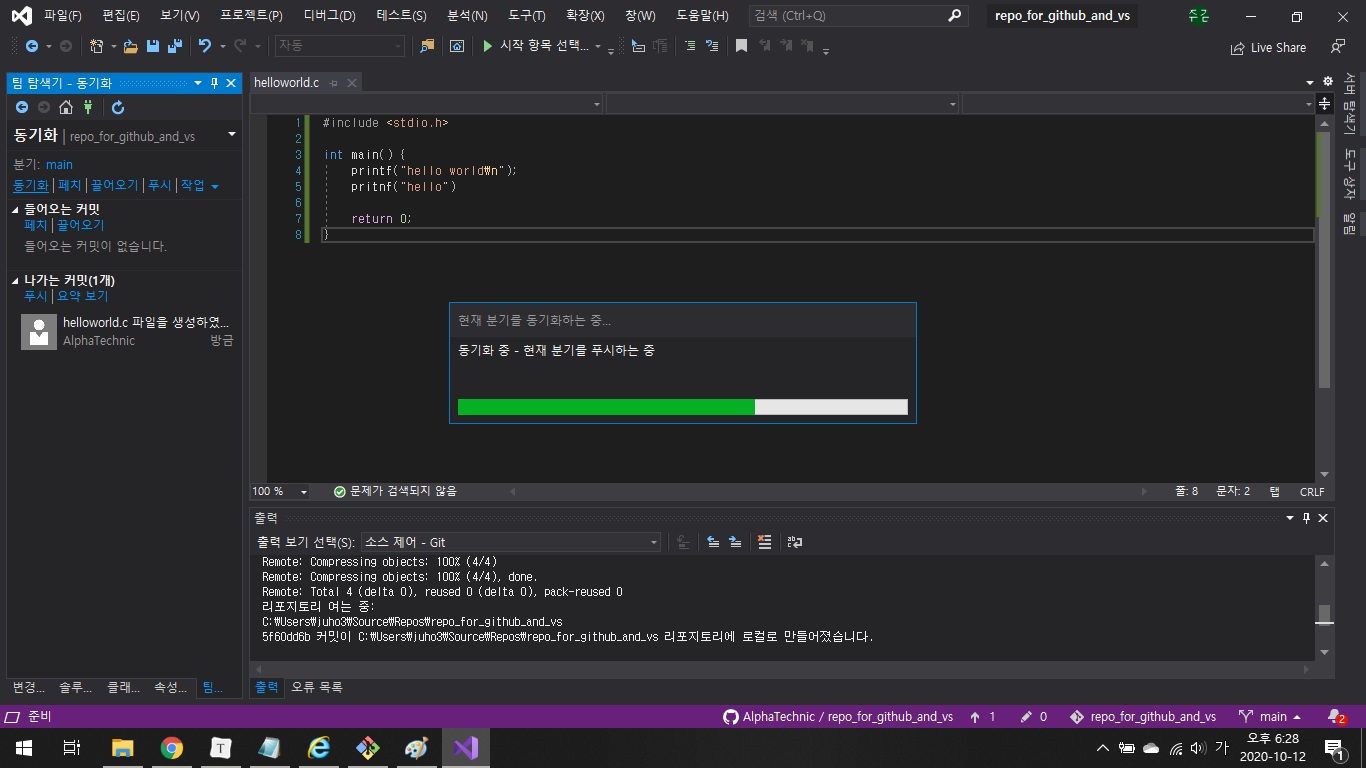 파일(F) 편집(E) 보기(V) 프로젝트(P) 디버그(D) 테스트(S) 분석(N) 도구(T) 확장(X) 창(W) 도움말(H) 검색 (Ctrl+Q) repo_for_github_and_vs 주곤
자동 시작 항목 선택... Live Share
팀 탐색기 - 동기화
helloworld.c
동기화 | repo_for_github_and_vs
분기: main
동기화 | 페치 | 끌어오기 | 푸시 | 작업
들어오는 커밋
페치 | 끌어오기
들어오는 커밋이 없습니다.
나가는 커밋(1개)
푸시 | 요약 보기
helloworld.c 파일을 생성하였...
AlphaTechnic 방금
1 #include <stdio.h>
2
3 int main() {
4 printf("hello world₩n");
5 pritnf("hello")
6
7 return 0;
8 }
현재 분기를 동기화하는 중...
동기화 중 - 현재 분기를 푸시하는 중
100 % 문제가 검색되지 않음 줄: 8 문자: 2 탭 CRLF
출력
출력 보기 선택(S): 소스 제어 - Git
Remote: Compressing objects: 100% (4/4)
Remote: Compressing objects: 100% (4/4), done.
Remote: Total 4 (delta 0), reused 0 (delta 0), pack-reused 0
리포지토리 여는 중:
C:₩Users₩juho3₩Source₩Repos₩repo_for_github_and_vs
5f60dd6b 커밋이 C:₩Users₩juho3₩Source₩Repos₩repo_for_github_and_vs 리포지토리에 로컬로 만들어졌습니다.
변경... 솔루... 클래... 속성... 팀...
출력 오류 목록
서버 탐색기
도구 상자
알림
준비 AlphaTechnic / repo_for_github_and_vs 1 0 repo_for_github_and_vs main 2
T 가 오후 6:28
2020-10-12 1